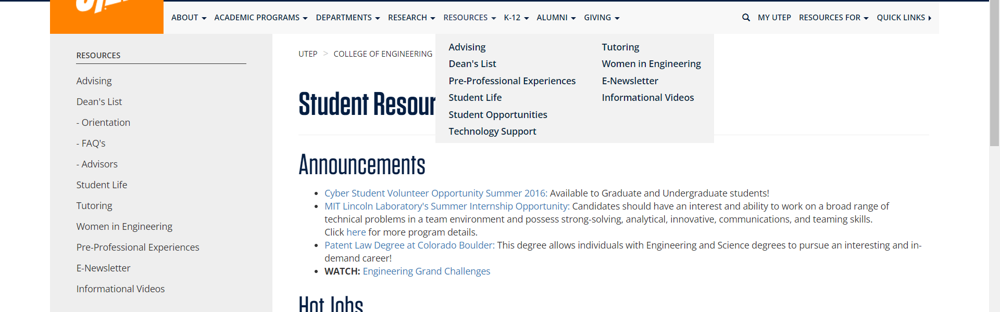 ABOUT ACADEMIC PROGRAMS DEPARTMENTS RESEARCH RESOURCES K-12 ALUMNI GIVING MY UTEP RESOURCES FOR QUICK LINKS
RESOURCES
Advising
Dean's List
- Orientation
- FAQ's
- Advisors
Student Life
Tutoring
Women in Engineering
Pre-Professional Experiences
E-Newsletter
Informational Videos
UTEP > COLLEGE OF ENGINEERING
Advising
Dean's List
Pre-Professional Experiences
Student Life
Student Opportunities
Technology Support
Tutoring
Women in Engineering
E-Newsletter
Informational Videos
Student Resour
Announcements
Cyber Student Volunteer Opportunity Summer 2016: Available to Graduate and Undergraduate students!
MIT Lincoln Laboratory's Summer Internship Opportunity: Candidates should have an interest and ability to work on a broad range of
technical problems in a team environment and possess strong-solving, analytical, innovative, communications, and teaming skills.
Click here for more program details.
Patent Law Degree at Colorado Boulder: This degree allows individuals with Engineering and Science degrees to pursue an interesting and in-
demand career!
WATCH: Engineering Grand Challenges
Hot Jobs